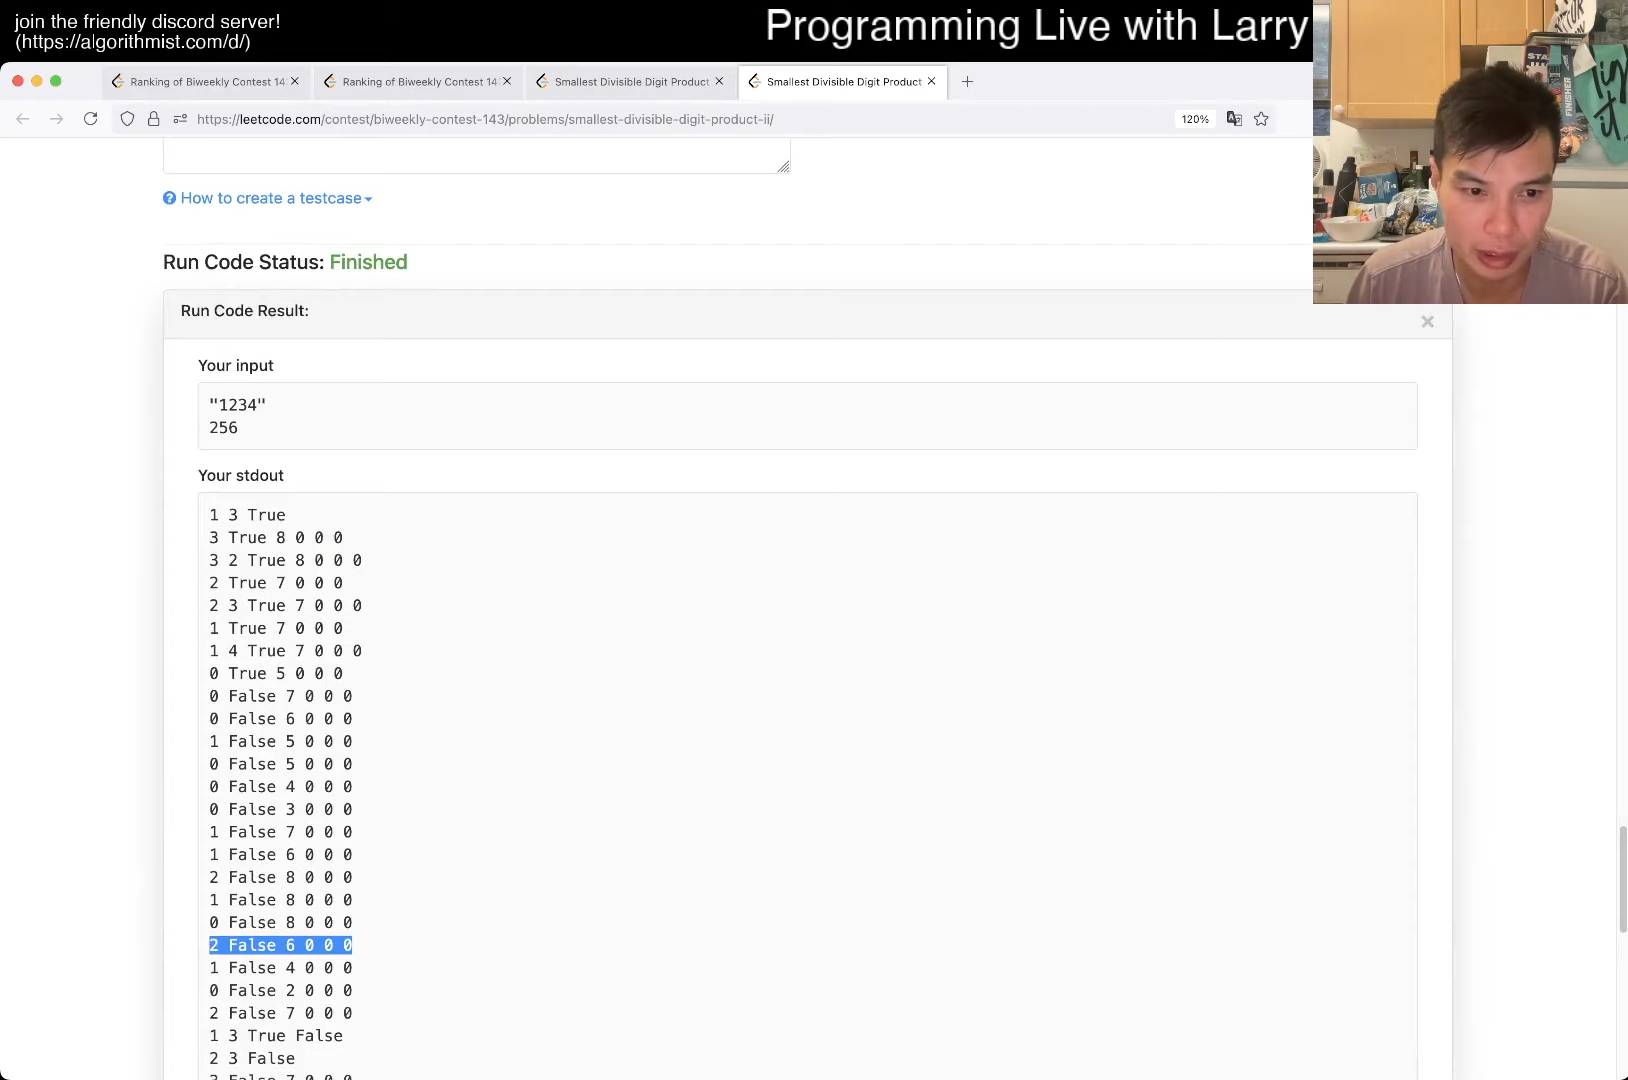 join the friendly discord server!
(https://algorithmist.com/d/)
Programming Live with Larry
Ranking of Biweekly Contest 14
Ranking of Biweekly Contest 14
Smallest Divisible Digit Product
Smallest Divisible Digit Product
https://leetcode.com/contest/biweekly-contest-143/problems/smallest-divisible-digit-product-ii/
120%
How to create a testcase
Run Code Status: Finished
Run Code Result:
Your input
"1234"
256
Your stdout
1 3 True
3 True 8 0 0 0
3 2 True 8 0 0 0
2 True 7 0 0 0
2 3 True 7 0 0 0
1 True 7 0 0 0
1 4 True 7 0 0 0
0 True 5 0 0 0
0 False 7 0 0 0
0 False 6 0 0 0
1 False 5 0 0 0
0 False 5 0 0 0
0 False 4 0 0 0
0 False 3 0 0 0
1 False 7 0 0 0
1 False 6 0 0 0
2 False 8 0 0 0
1 False 8 0 0 0
0 False 8 0 0 0
2 False 6 0 0 0
1 False 4 0 0 0
0 False 2 0 0 0
2 False 7 0 0 0
1 3 True False
2 3 False
3 False 7 0 0 0